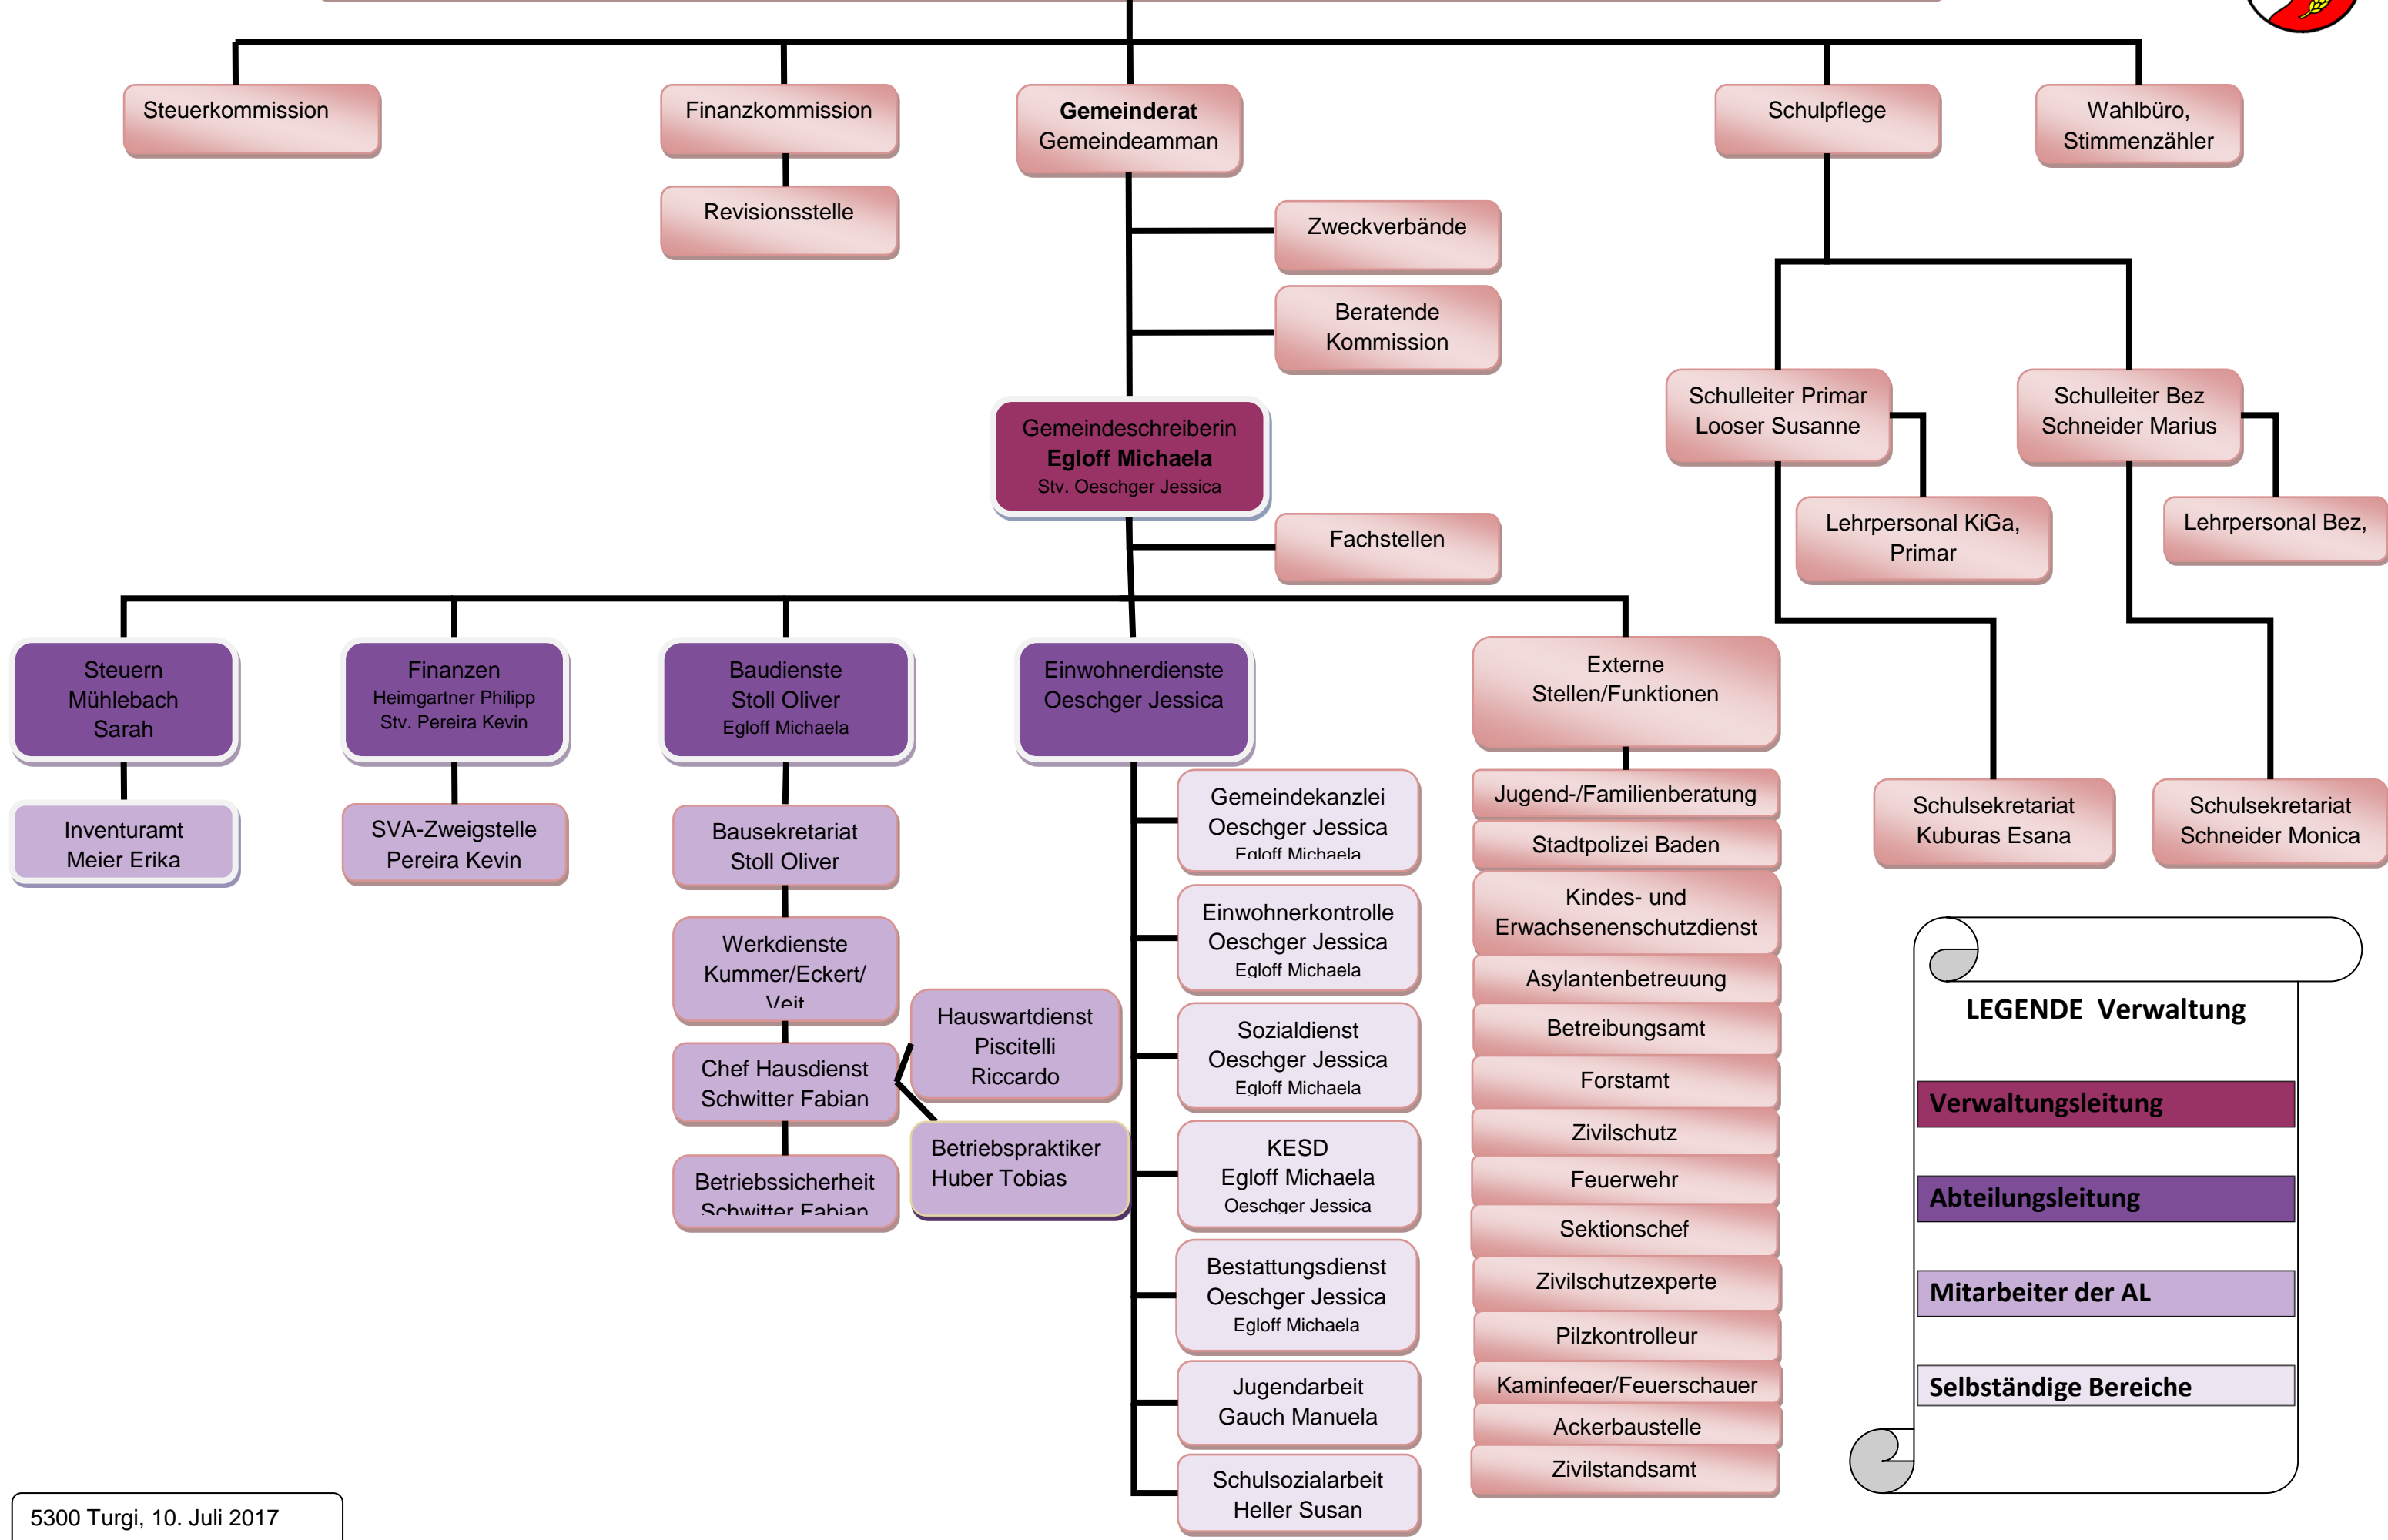 Steuerkommission
Finanzkommission
Gemeinderat
Gemeindeamman
Schulpflege
Wahlbüro,
Stimmenzähler
Revisionsstelle
Zweckverbände
Beratende
Kommission
Schulleiter Primar
Looser Susanne
Schulleiter Bez
Schneider Marius
Gemeindeschreiberin
Egloff Michaela
Stv. Oeschger Jessica
Lehrpersonal KiGa,
Primar
Lehrpersonal Bez,
Fachstellen
Steuern
Mühlebach
Sarah
Finanzen
Heimgartner Philipp
Stv. Pereira Kevin
Baudienste
Stoll Oliver
Egloff Michaela
Einwohnerdienste
Oeschger Jessica
Externe
Stellen/Funktionen
Inventuramt
Meier Erika
SVA-Zweigstelle
Pereira Kevin
Bausekretariat
Stoll Oliver
Werkdienste
Kummer/Eckert/
Veit
Chef Hausdienst
Schwitter Fabian
Betriebssicherheit
Schwitter Fabian
Hauswartdienst
Piscitelli
Riccardo
Betriebspraktiker
Huber Tobias
Gemeindekanzlei
Oeschger Jessica
Egloff Michaela
Einwohnerkontrolle
Oeschger Jessica
Egloff Michaela
Sozialdienst
Oeschger Jessica
Egloff Michaela
KESD
Egloff Michaela
Oeschger Jessica
Bestattungsdienst
Oeschger Jessica
Egloff Michaela
Jugendarbeit
Gauch Manuela
Schulsozialarbeit
Heller Susan
Jugend-/Familienberatung
Stadtpolizei Baden
Kindes- und
Erwachsenenschutzdienst
Asylantenbetreuung
Betreibungsamt
Forstamt
Zivilschutz
Feuerwehr
Sektionschef
Zivilschutzexperte
Pilzkontrolleur
Kaminfeger/Feuerschauer
Ackerbaustelle
Zivilstandsamt
Schulsekretariat
Kuburas Esana
Schulsekretariat
Schneider Monica
LEGENDE Verwaltung
Verwaltungsleitung
Abteilungsleitung
Mitarbeiter der AL
Selbständige Bereiche
5300 Turgi, 10. Juli 2017